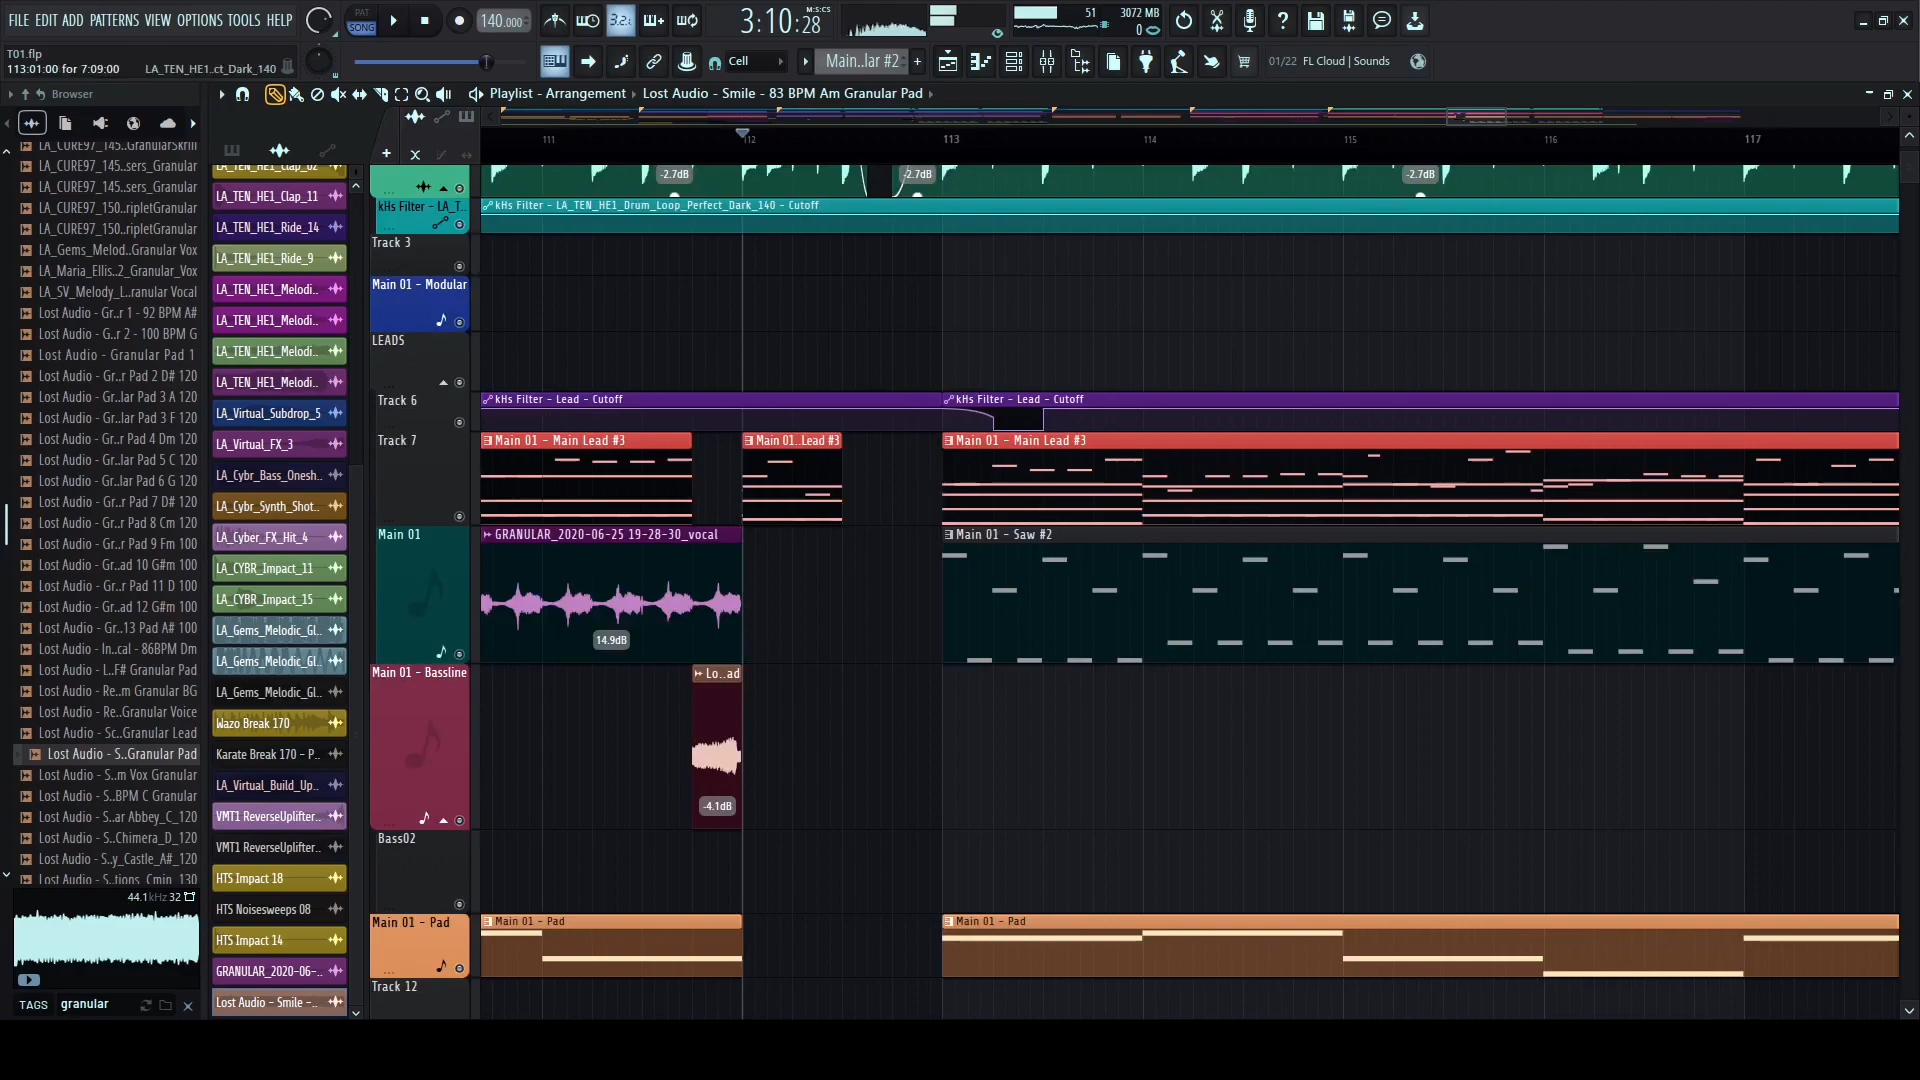 FILE EDIT ADD PATTERNS VIEW OPTIONS TOOLS HELP
PAT
SONG
140.000
3.2.
3:10:28
M:S:CS
51
3072 MB
0
T01.flp
113:01:00 for 7:09:00
LA_TEN_HE1..ct_Dark_140
Cell
Main..lar #2
+
01/22 FL Cloud | Sounds
Browser
Playlist - Arrangement › Lost Audio - Smile - 83 BPM Am Granular Pad ›
111
112
113
114
115
116
117
LA_CURE97_145..sers_Granular
LA_CURE97_145..sers_Granular
LA_CURE97_150..ripletGranular
LA_CURE97_150..ripletGranular
LA_Gems_Melod..Granular Vox
LA_Maria_Ellis..2_Granular_Vox
LA_SV_Melody_L..ranular Vocal
Lost Audio - Gr..r 1 - 92 BPM A#
Lost Audio - Gr..r 2 - 100 BPM G
Lost Audio - Granular Pad 1
Lost Audio - Gr..r Pad 2 D# 120
Lost Audio - Gr..lar Pad 3 A 120
Lost Audio - Gr..lar Pad 3 F 120
Lost Audio - Gr..r Pad 4 Dm 120
Lost Audio - Gr..lar Pad 5 C 120
Lost Audio - Gr..lar Pad 6 G 120
Lost Audio - Gr..r Pad 7 D# 120
Lost Audio - Gr..r Pad 8 Cm 120
Lost Audio - Gr..r Pad 9 Fm 100
Lost Audio - Gr..ad 10 G#m 100
Lost Audio - Gr..r Pad 11 D 100
Lost Audio - Gr..ad 12 G#m 100
Lost Audio - Gr..13 Pad A# 100
Lost Audio - In..cal - 86BPM Dm
Lost Audio - l..F# Granular Pad
Lost Audio - Re..m Granular BG
Lost Audio - Re..Granular Voice
Lost Audio - Sc..Granular Lead
Lost Audio - S..Granular Pad
Lost Audio - S..m Vox Granular
Lost Audio - S..BPM C Granular
Lost Audio - S..ar Abbey_C_120
Lost Audio - S..Chimera_D_120
Lost Audio - S..y_Castle_A#_120
Lost Audio - S..tions_Cmin_130
44.1kHz 32
TAGS granular
LA_TEN_HE1_Clap_02
LA_TEN_HE1_Clap_11
LA_TEN_HE1_Ride_14
LA_TEN_HE1_Ride_9
LA_TEN_HE1_Melodi..
LA_TEN_HE1_Melodi..
LA_TEN_HE1_Melodi..
LA_TEN_HE1_Melodi..
LA_Virtual_Subdrop_5
LA_Virtual_FX_3
LA_Cybr_Bass_Onesh..
LA_Cybr_Synth_Shot..
LA_Cyber_FX_Hit_4
LA_CYBR_Impact_11
LA_CYBR_Impact_15
LA_Gems_Melodic_Gl..
LA_Gems_Melodic_Gl..
LA_Gems_Melodic_Gl..
Wazo Break 170
Karate Break 170 - P..
LA_Virtual_Build_Up..
VMT1 ReverseUplifter..
VMT1 ReverseUplifter..
HTS Impact 18
HTS Noisesweeps 08
HTS Impact 14
GRANULAR_2020-06-..
Lost Audio - Smile -..
-2.7dB
-2.7dB
-2.7dB
kHs Filter - LA_T..
kHs Filter - LA_TEN_HE1_Drum_Loop_Perfect_Dark_140 - Cutoff
Track 3
Main 01 - Modular
LEADS
Track 6
kHs Filter - Lead - Cutoff
kHs Filter - Lead - Cutoff
Track 7
Main 01 - Main Lead #3
Main 01..Lead #3
Main 01 - Main Lead #3
Main 01
GRANULAR_2020-06-25 19-28-30_vocal
Main 01 - Saw #2
14.9dB
Main 01 - Bassline
Lo..ad
-4.1dB
Bass02
Main 01 - Pad
Main 01 - Pad
Main 01 - Pad
Track 12